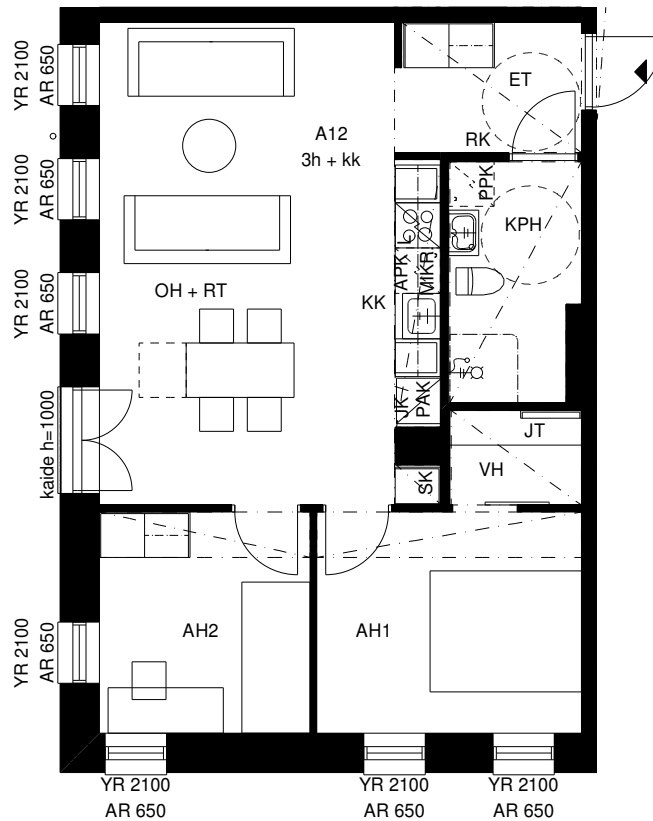 YR 2100
AR 650
ET
A12
3h + kk
RK
YR 2100
AR 650
PPK
KPH
APK
MIKR.
YR 2100
AR 650
OH + RT
KK
JK
PAK
kaide h=1000
JT
VH
SK
YR 2100
AR 650
AH2
AH1
YR 2100
AR 650
YR 2100
AR 650
YR 2100
AR 650